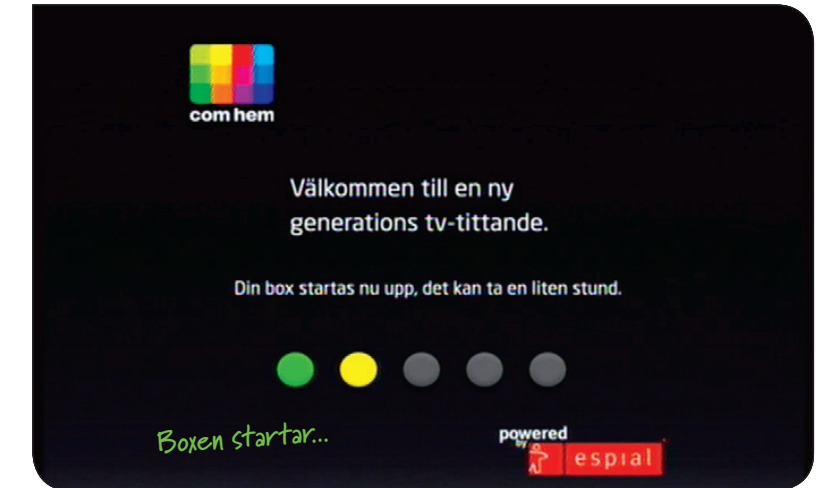 com hem
Välkommen till en ny
generations tv-tittande.
Din box startas nu upp, det kan ta en liten stund.
Boxen startar...
powered
by
espial